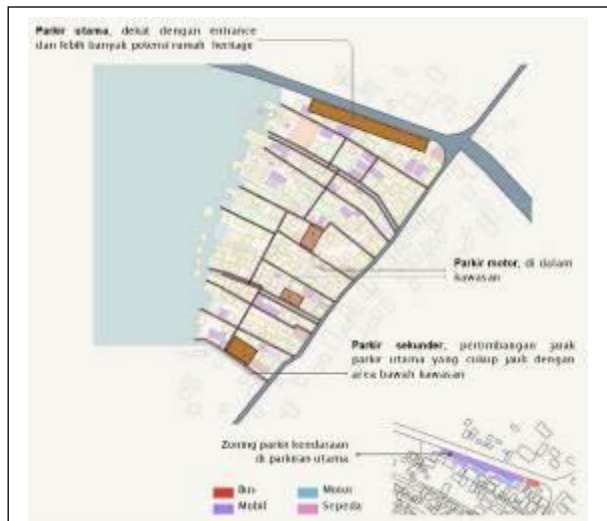 Parkir utama, dekat dengan entrance
dan lebih banyak potensi rumah heritage
Parkir motor, di dalam
kawasan
Parkir sekunder, pertimbangan jarak
parkir utama yang cukup jauh dengan
area bawah kawasan
Zoning parkir kendaraan
di parkiran utama
Bus
Motor
Mobil
Sepeda